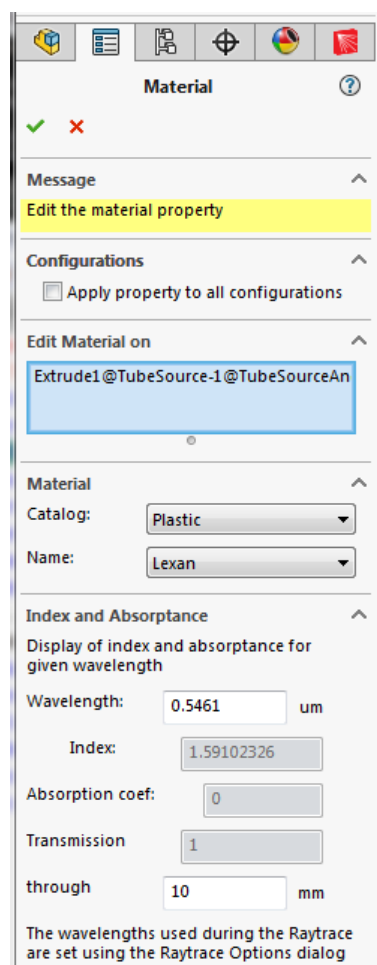 Material
Message
Edit the material property
Configurations
Apply property to all configurations
Edit Material on
Extrude1@TubeSource-1@TubeSourceAn
Material
Catalog: Plastic
Name: Lexan
Index and Absorptance
Display of index and absorptance for
given wavelength
Wavelength: 0.5461 um
Index: 1.59102326
Absorption coef: 0
Transmission 1
through 10 mm
The wavelengths used during the Raytrace
are set using the Raytrace Options dialog